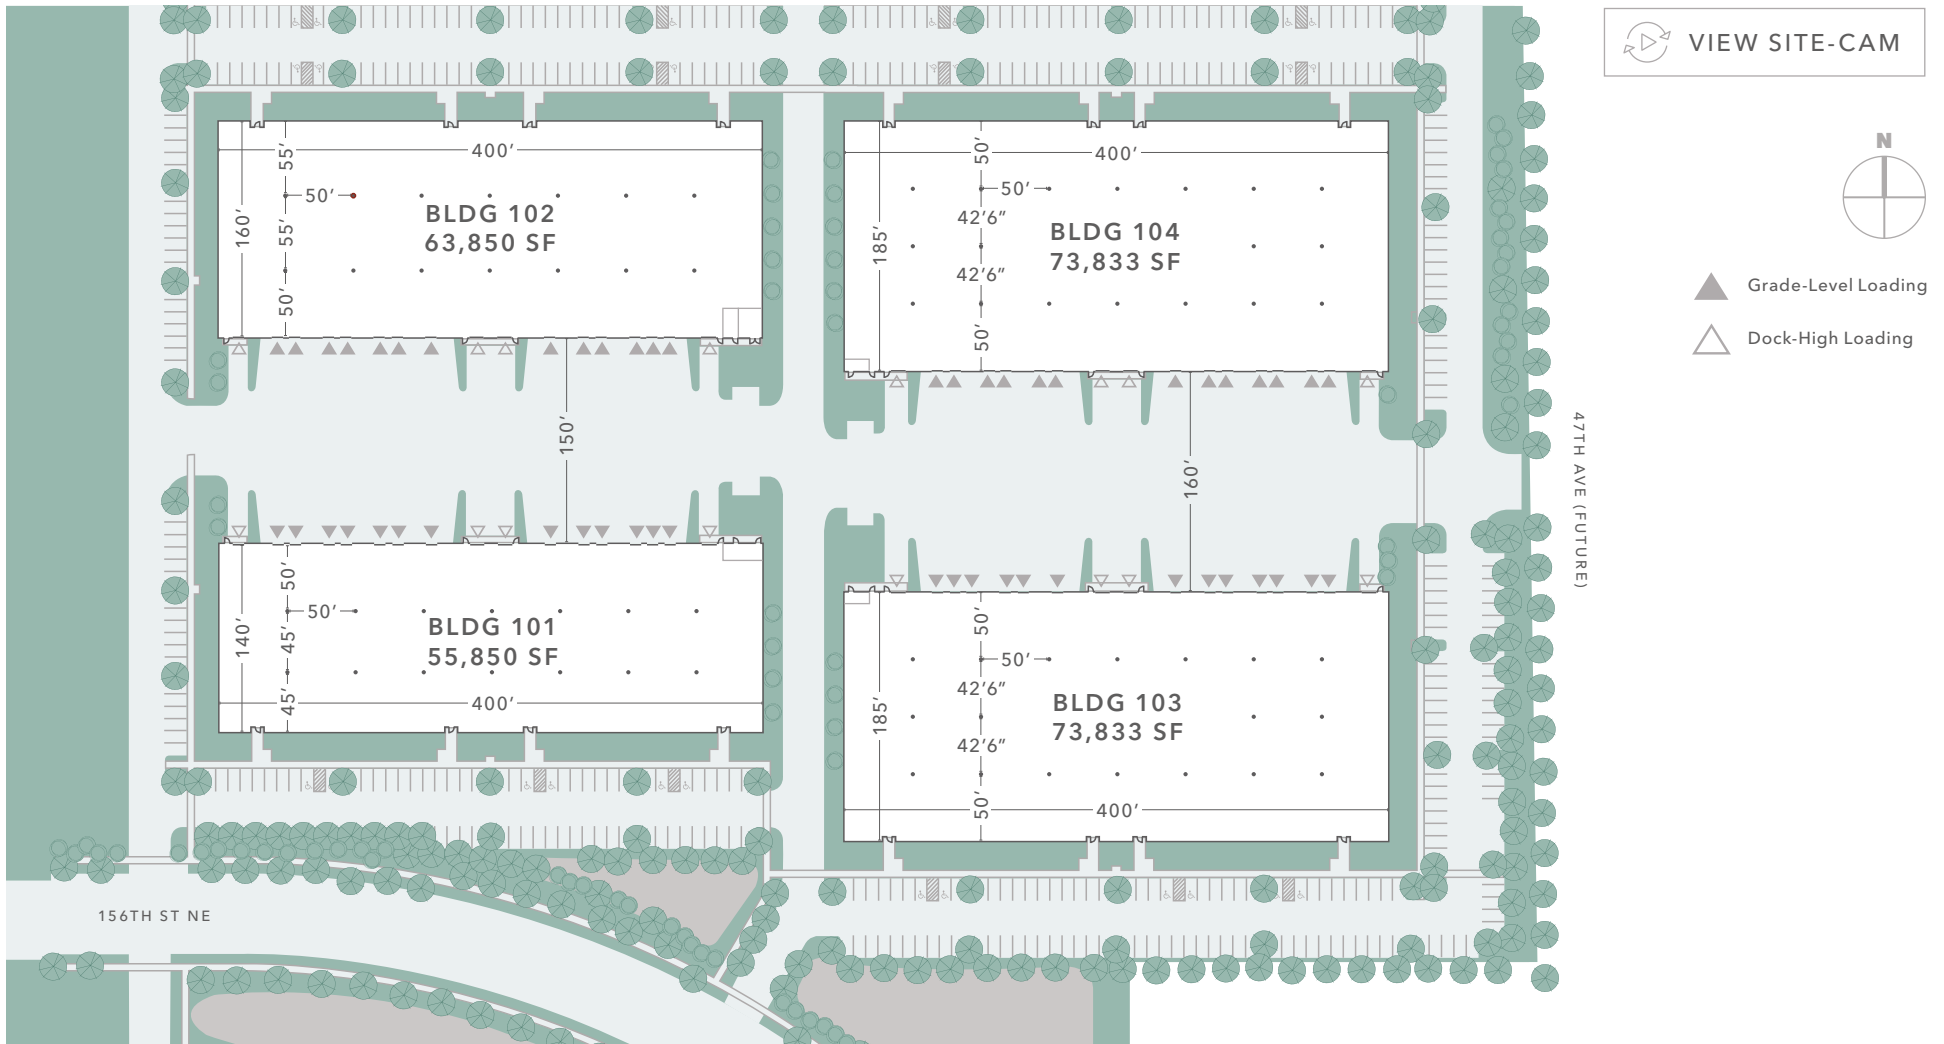 VIEW SITE-CAM
N
Grade-Level Loading
Dock-High Loading
400’
55’
50’
55’
160’
50’
BLDG 102
63,850 SF
400’
50’
50’
42’6”
185’
42’6”
50’
BLDG 104
73,833 SF
150’
160’
47TH AVE (FUTURE)
50’
50’
45’
140’
45’
400’
BLDG 101
55,850 SF
50’
50’
42’6”
185’
42’6”
50’
400’
BLDG 103
73,833 SF
156TH ST NE